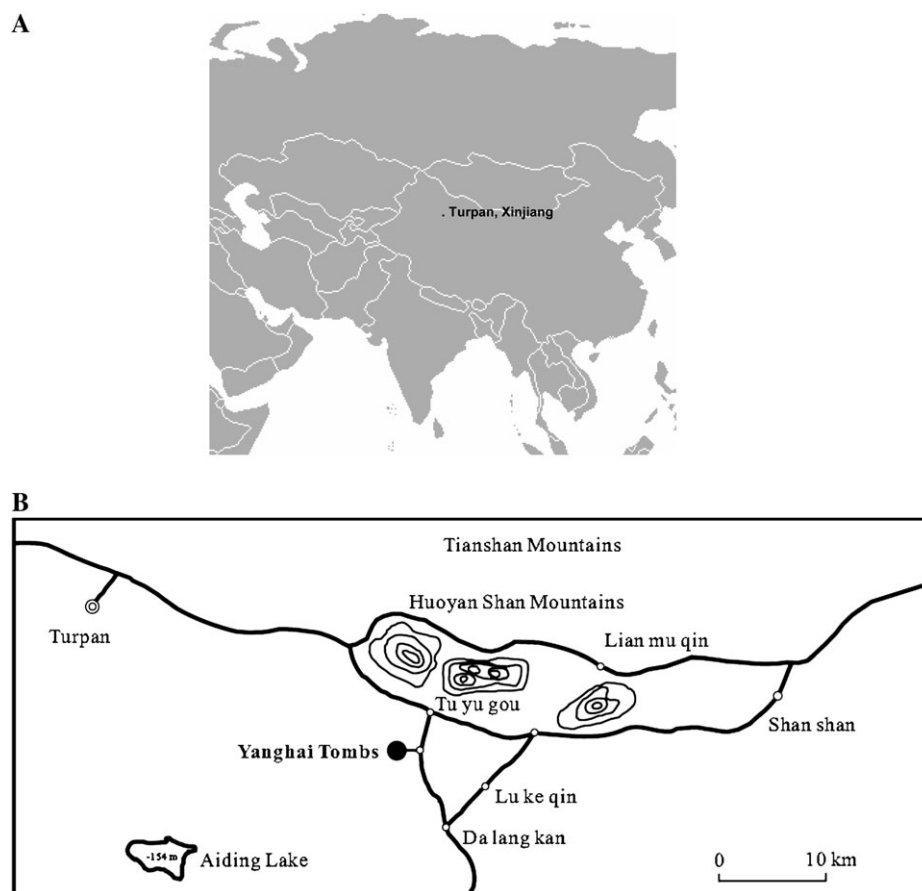 A
. Turpan, Xinjiang
B
Tianshan Mountains
Huoyan Shan Mountains
Turpan
Lian mu qin
Tu yu gou
Shan shan
Yanghai Tombs
Lu ke qin
Da lang kan
-154 m
Aiding Lake
0 10 km